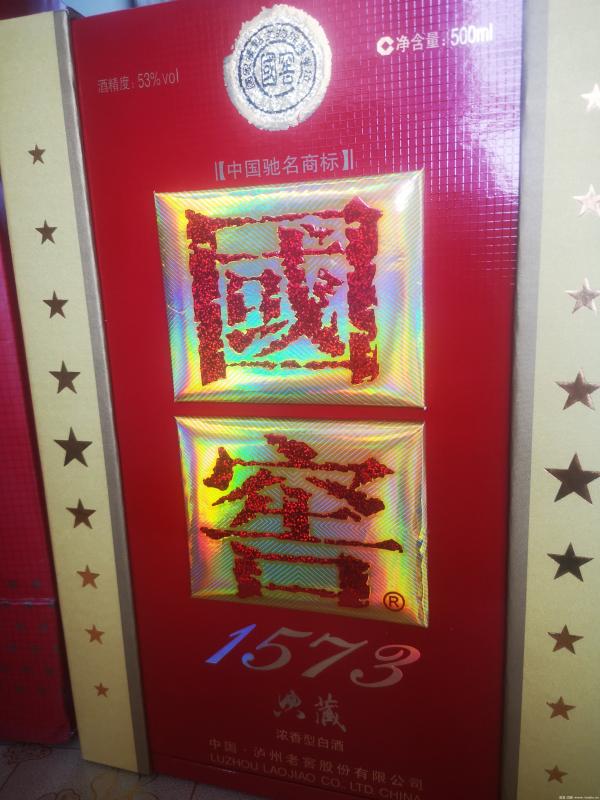 酒精度：53%vol
净含量：500ml
國窖
【中国驰名商标】
國
窖
®
1573
典藏
浓香型白酒
中国·泸州老窖股份有限公司
LUZHOU LAOJIAO CO., LTD. CHINA